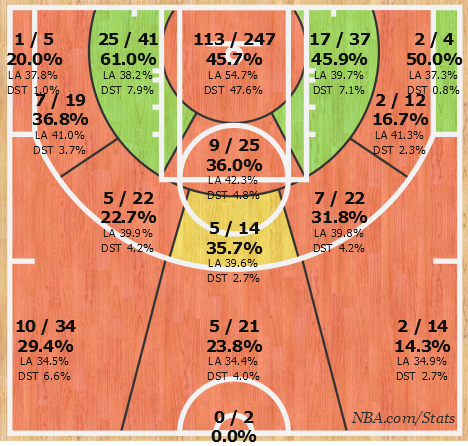 1 / 5
20.0%
LA 37.8%
DST 1.0%
25 / 41
61.0%
LA 38.2%
DST 7.9%
113 / 247
45.7%
LA 54.7%
DST 47.6%
17 / 37
45.9%
LA 39.7%
DST 7.1%
2 / 4
50.0%
LA 37.3%
DST 0.8%
7 / 19
36.8%
LA 41.0%
DST 3.7%
2 / 12
16.7%
LA 41.3%
DST 2.3%
9 / 25
36.0%
LA 42.3%
DST 4.8%
5 / 22
22.7%
LA 39.9%
DST 4.2%
7 / 22
31.8%
LA 39.8%
DST 4.2%
5 / 14
35.7%
LA 39.6%
DST 2.7%
10 / 34
29.4%
LA 34.5%
DST 6.6%
5 / 21
23.8%
LA 34.4%
DST 4.0%
2 / 14
14.3%
LA 34.9%
DST 2.7%
0 / 2
0.0%
NBA.com/Stats